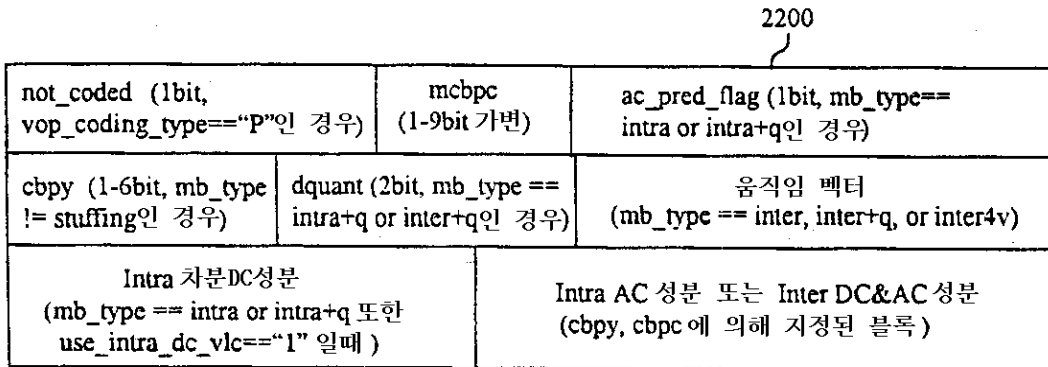 2200
not_coded (1bit,
vop_coding_type=="P"인 경우)
mcbpc
(1-9bit 가변)
ac_pred_flag (1bit, mb_type==
intra or intra+q인 경우)
cbpy (1-6bit, mb_type
!= stuffing인 경우)
dquant (2bit, mb_type ==
intra+q or inter+q인 경우)
움직임 벡터
(mb_type == inter, inter+q, or inter4v)
Intra 차분DC성분
(mb_type == intra or intra+q 또한
use_intra_dc_vlc=="1" 일때 )
Intra AC 성분 또는 Inter DC&AC 성분
(cbpy, cbpc 에 의해 지정된 블록 )